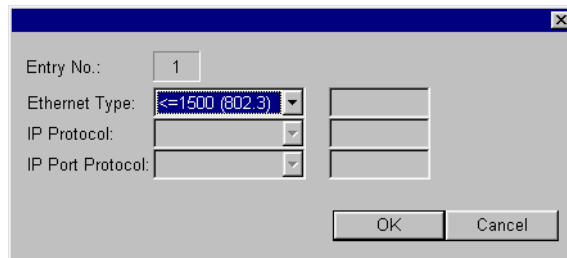 Entry No.: 1
Ethernet Type: <=1500 (802.3)
IP Protocol:
IP Port Protocol:
OK Cancel